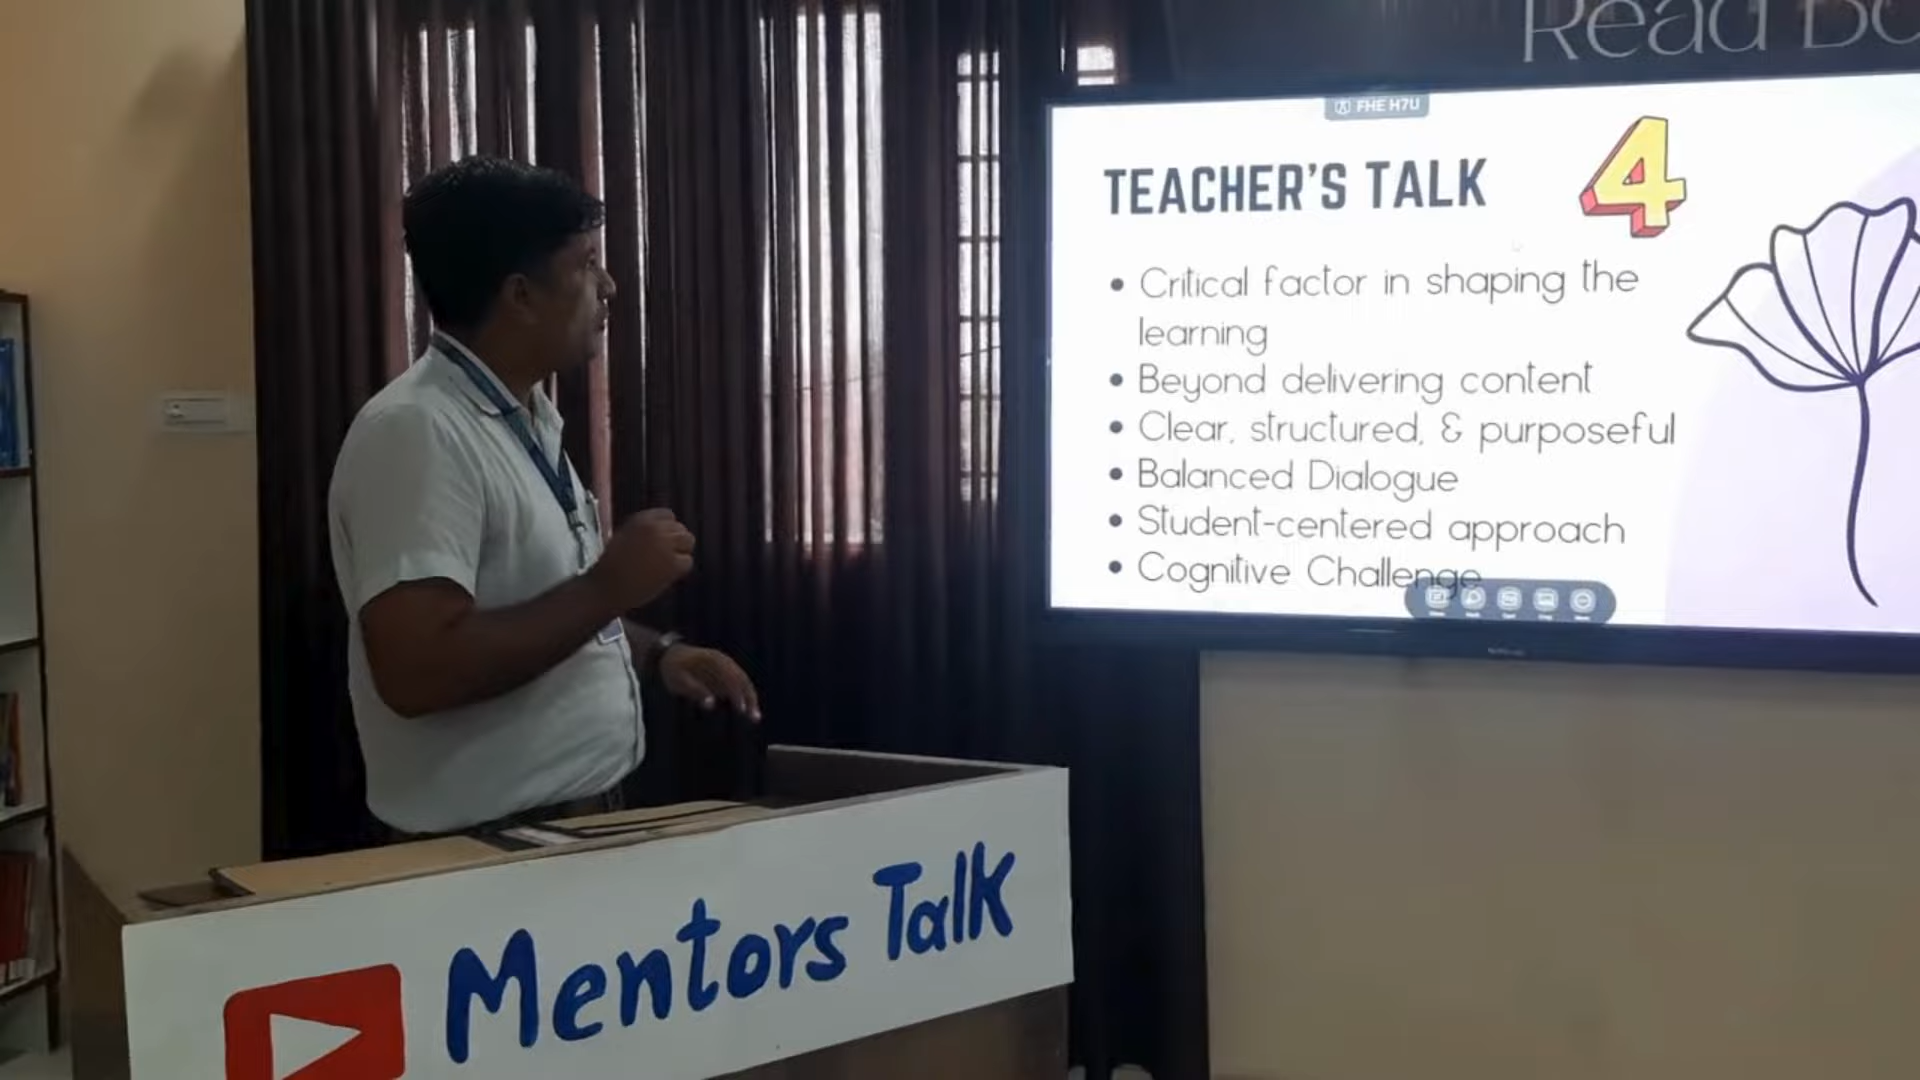 Read
FHE H7U
TEACHER'S TALK
4
• Critical factor in shaping the
learning
• Beyond delivering content
• Clear, structured, & purposeful
• Balanced Dialogue
• Student-centered approach
• Cognitive Challenge
Mentors Talk